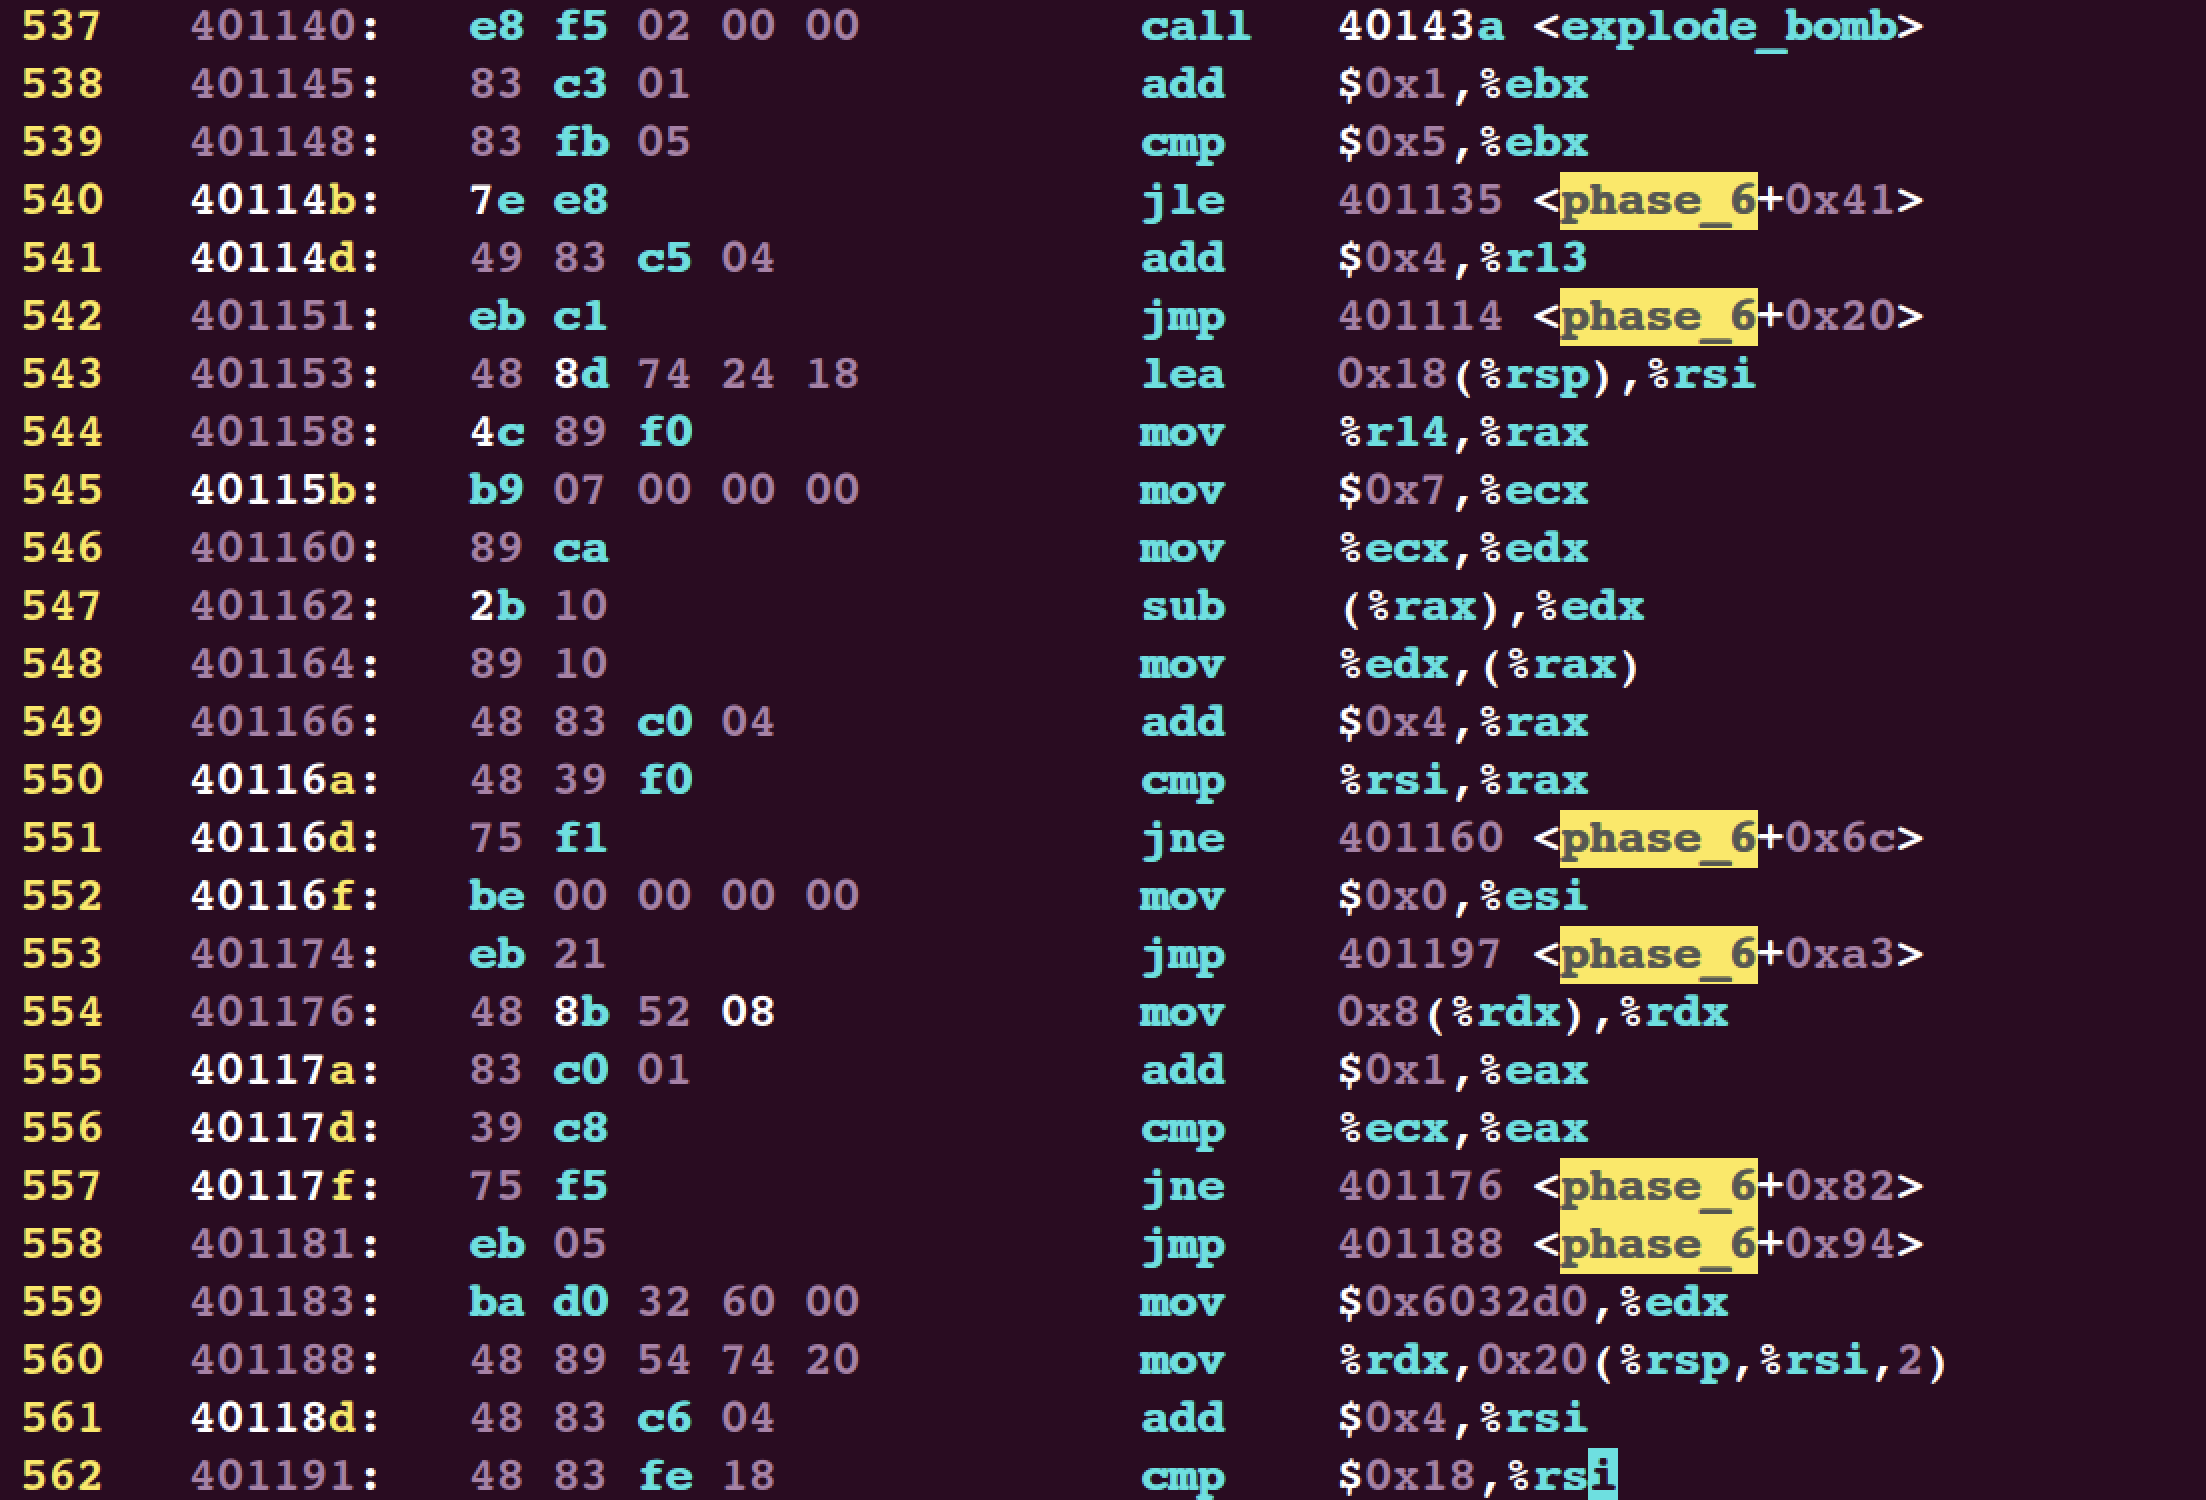 537 401140: e8 f5 02 00 00 call 40143a <explode_bomb>
538 401145: 83 c3 01 add $0x1,%ebx
539 401148: 83 fb 05 cmp $0x5,%ebx
540 40114b: 7e e8 jle 401135 <phase_6+0x41>
541 40114d: 49 83 c5 04 add $0x4,%r13
542 401151: eb c1 jmp 401114 <phase_6+0x20>
543 401153: 48 8d 74 24 18 lea 0x18(%rsp),%rsi
544 401158: 4c 89 f0 mov %r14,%rax
545 40115b: b9 07 00 00 00 mov $0x7,%ecx
546 401160: 89 ca mov %ecx,%edx
547 401162: 2b 10 sub (%rax),%edx
548 401164: 89 10 mov %edx,(%rax)
549 401166: 48 83 c0 04 add $0x4,%rax
550 40116a: 48 39 f0 cmp %rsi,%rax
551 40116d: 75 f1 jne 401160 <phase_6+0x6c>
552 40116f: be 00 00 00 00 mov $0x0,%esi
553 401174: eb 21 jmp 401197 <phase_6+0xa3>
554 401176: 48 8b 52 08 mov 0x8(%rdx),%rdx
555 40117a: 83 c0 01 add $0x1,%eax
556 40117d: 39 c8 cmp %ecx,%eax
557 40117f: 75 f5 jne 401176 <phase_6+0x82>
558 401181: eb 05 jmp 401188 <phase_6+0x94>
559 401183: ba d0 32 60 00 mov $0x6032d0,%edx
560 401188: 48 89 54 74 20 mov %rdx,0x20(%rsp,%rsi,2)
561 40118d: 48 83 c6 04 add $0x4,%rsi
562 401191: 48 83 fe 18 cmp $0x18,%rsi